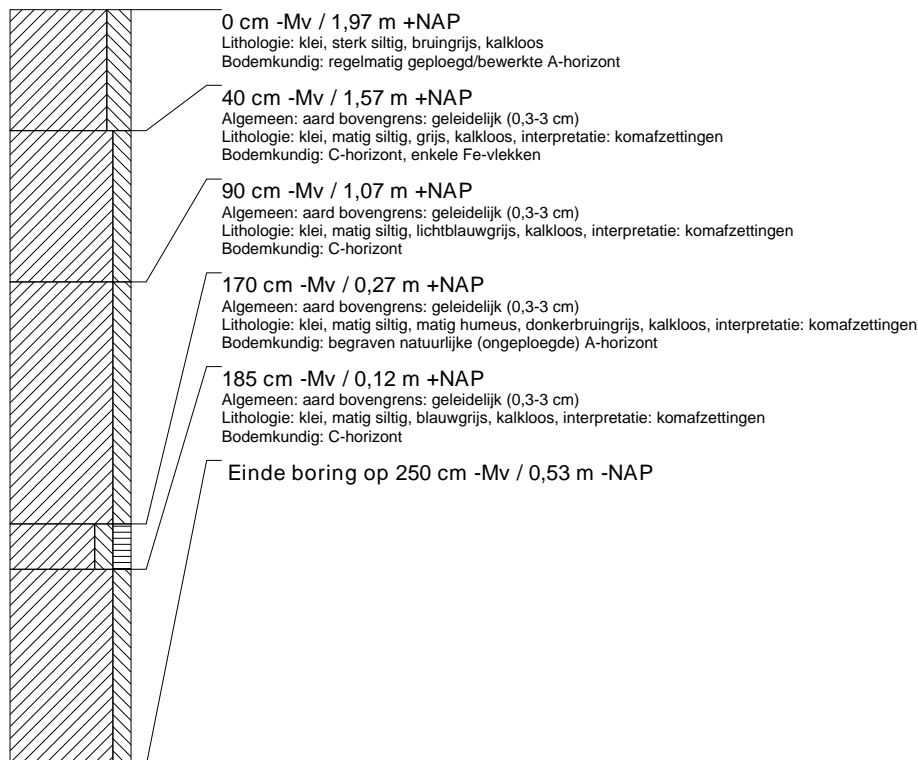 0 cm -Mv / 1,97 m +NAP
Lithologie: klei, sterk siltig, bruingrijs, kalkloos
Bodemkundig: regelmatig geploegd/bewerkte A-horizont
40 cm -Mv / 1,57 m +NAP
Algemeen: aard bovengrens: geleidelijk (0,3-3 cm)
Lithologie: klei, matig siltig, grijs, kalkloos, interpretatie: komafzettingen
Bodemkundig: C-horizont, enkele Fe-vlekken
90 cm -Mv / 1,07 m +NAP
Algemeen: aard bovengrens: geleidelijk (0,3-3 cm)
Lithologie: klei, matig siltig, lichtblauwgrijs, kalkloos, interpretatie: komafzettingen
Bodemkundig: C-horizont
170 cm -Mv / 0,27 m +NAP
Algemeen: aard bovengrens: geleidelijk (0,3-3 cm)
Lithologie: klei, matig siltig, matig humeus, donkerbruingrijs, kalkloos, interpretatie: komafzettingen
Bodemkundig: begraven natuurlijke (ongeploegde) A-horizont
185 cm -Mv / 0,12 m +NAP
Algemeen: aard bovengrens: geleidelijk (0,3-3 cm)
Lithologie: klei, matig siltig, blauwgrijs, kalkloos, interpretatie: komafzettingen
Bodemkundig: C-horizont
Einde boring op 250 cm -Mv / 0,53 m -NAP